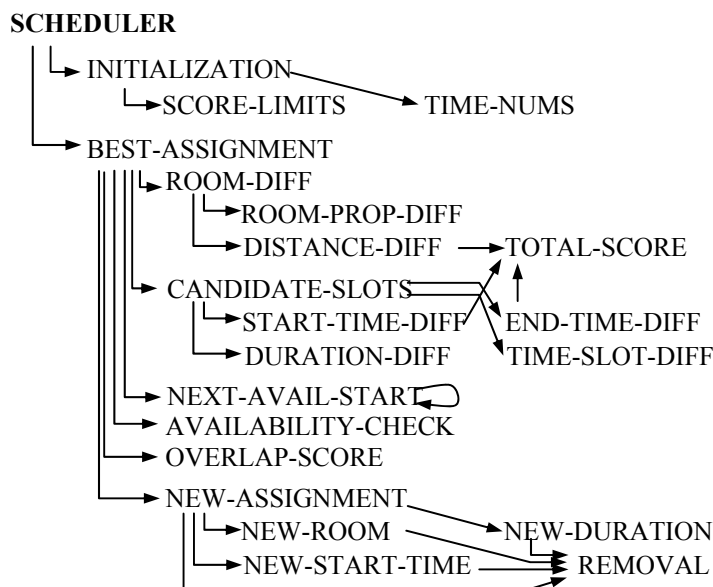 SCHEDULER
INITIALIZATION
SCORE-LIMITS TIME-NUMS
BEST-ASSIGNMENT
ROOM-DIFF
ROOM-PROP-DIFF
DISTANCE-DIFF TOTAL-SCORE
CANDIDATE-SLOTS
START-TIME-DIFF END-TIME-DIFF
DURATION-DIFF TIME-SLOT-DIFF
NEXT-AVAIL-START
AVAILABILITY-CHECK
OVERLAP-SCORE
NEW-ASSIGNMENT
NEW-ROOM NEW-DURATION
NEW-START-TIME REMOVAL